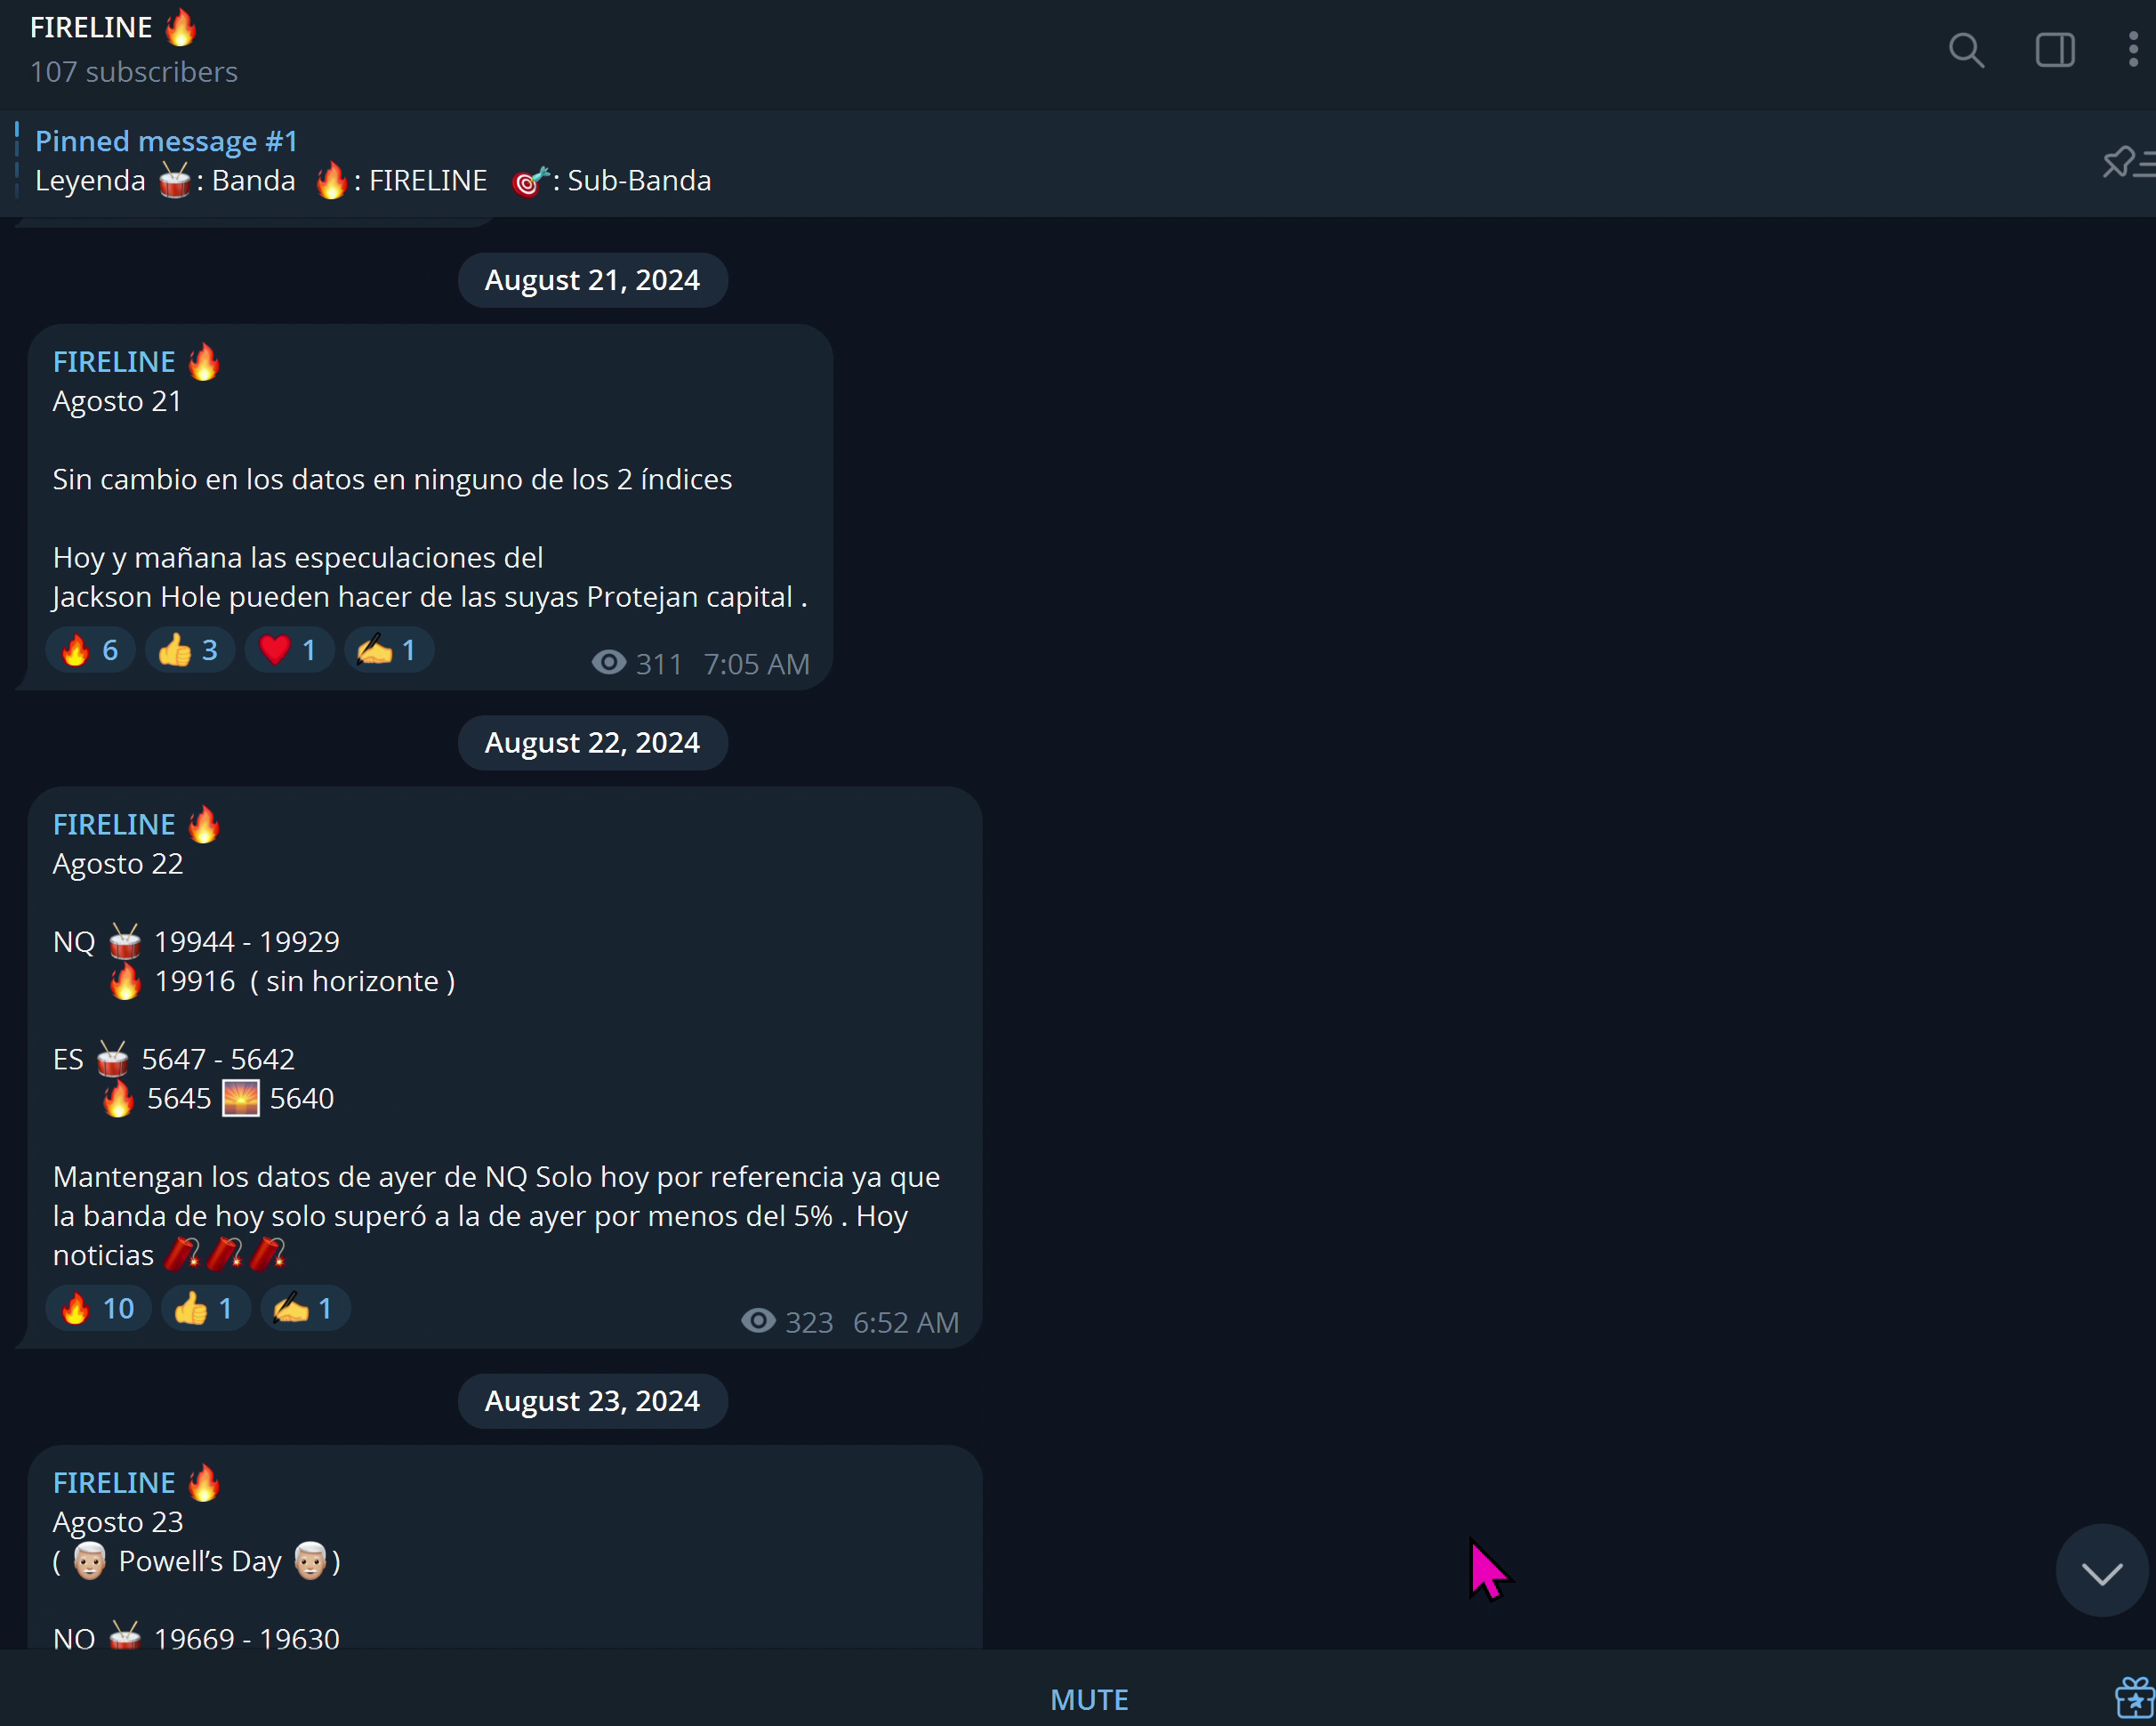 FIRELINE 🔥
107 subscribers
Pinned message #1
Leyenda 🥁: Banda 🔥: FIRELINE 🎯: Sub-Banda
August 21, 2024
FIRELINE 🔥
Agosto 21
Sin cambio en los datos en ninguno de los 2 índices
Hoy y mañana las especulaciones del
Jackson Hole pueden hacer de las suyas Protejan capital .
🔥 6 👍 3 ❤️ 1 ✍️ 1 311 7:05 AM
August 22, 2024
FIRELINE 🔥
Agosto 22
NQ 🥁 19944 - 19929
🔥 19916 ( sin horizonte )
ES 🥁 5647 - 5642
🔥 5645 🌅 5640
Mantengan los datos de ayer de NQ Solo hoy por referencia ya que
la banda de hoy solo superó a la de ayer por menos del 5% . Hoy
noticias 🧨🧨🧨
🔥 10 👍 1 ✍️ 1 323 6:52 AM
August 23, 2024
FIRELINE 🔥
Agosto 23
( 👨🏼‍🦳 Powell’s Day 👨🏼‍🦳 )
NQ 🥁 19669 - 19630
MUTE